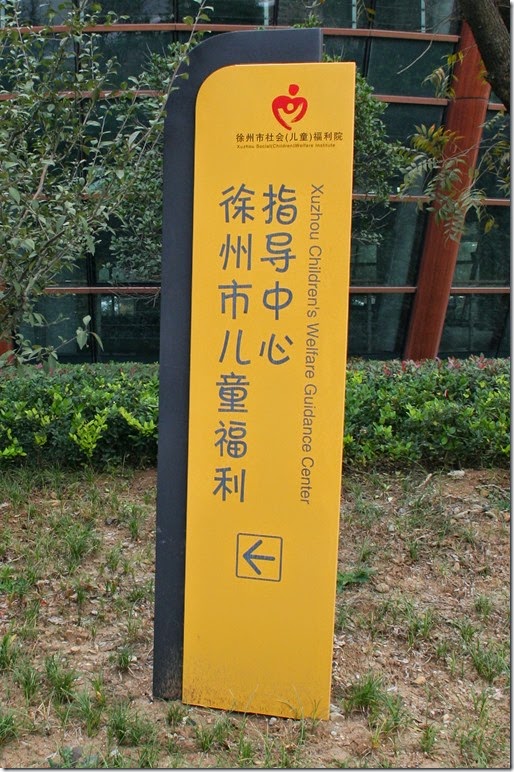 徐州市社会(儿童)福利院
Xuzhou Social(Children)Welfare Institute
徐州市儿童福利
指导中心
Xuzhou Children's Welfare Guidance Center